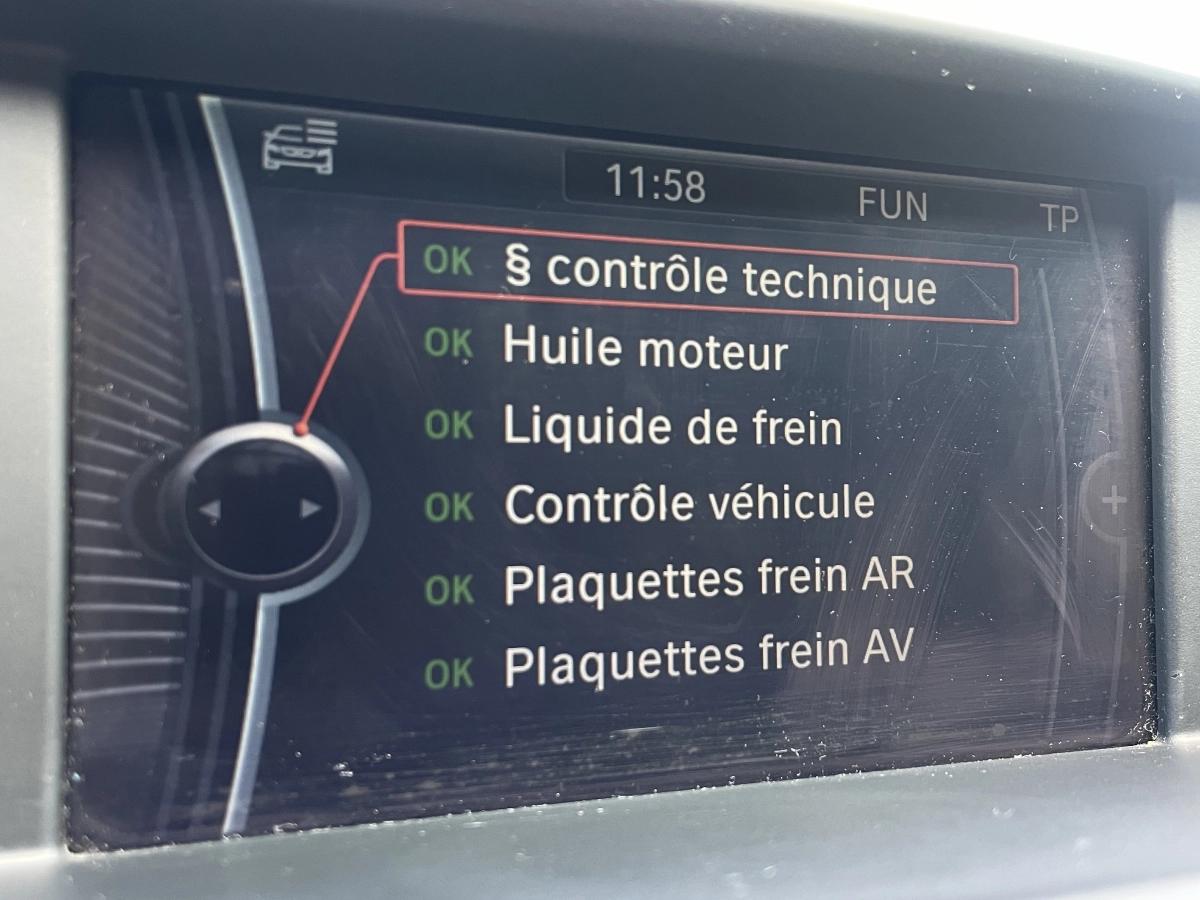 11:58 FUN TP
OK § contrôle technique
OK Huile moteur
OK Liquide de frein
OK Contrôle véhicule
OK Plaquettes frein AR
OK Plaquettes frein AV